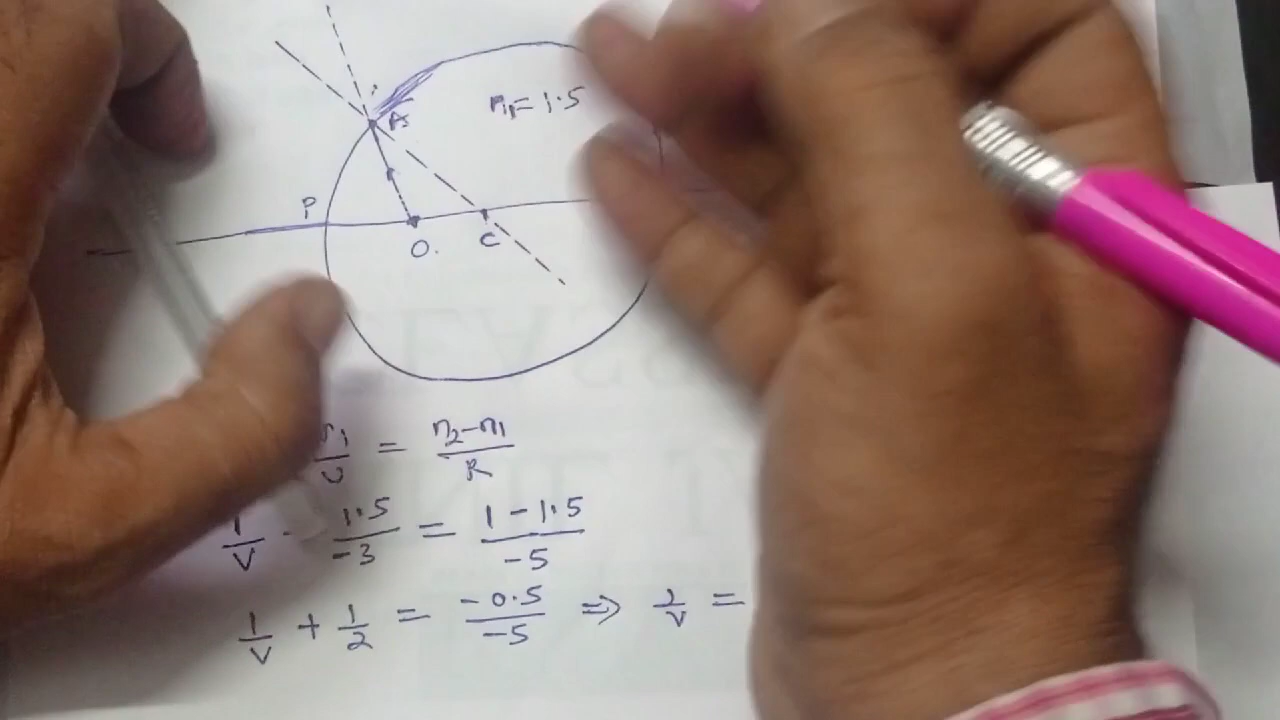 n₁ = 1.5
A
P
O.
C
n₁/u = n₂-n₁/R
1/v - 1.5/-3 = 1-1.5/-5
1/v + 1/2 = -0.5/-5 ⇒ 1/v =